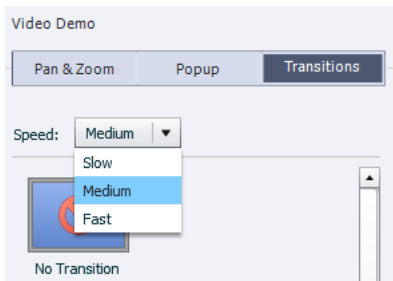 Video Demo
Pan & Zoom Popup Transitions
Speed: Medium
Slow
Medium
Fast
No Transition